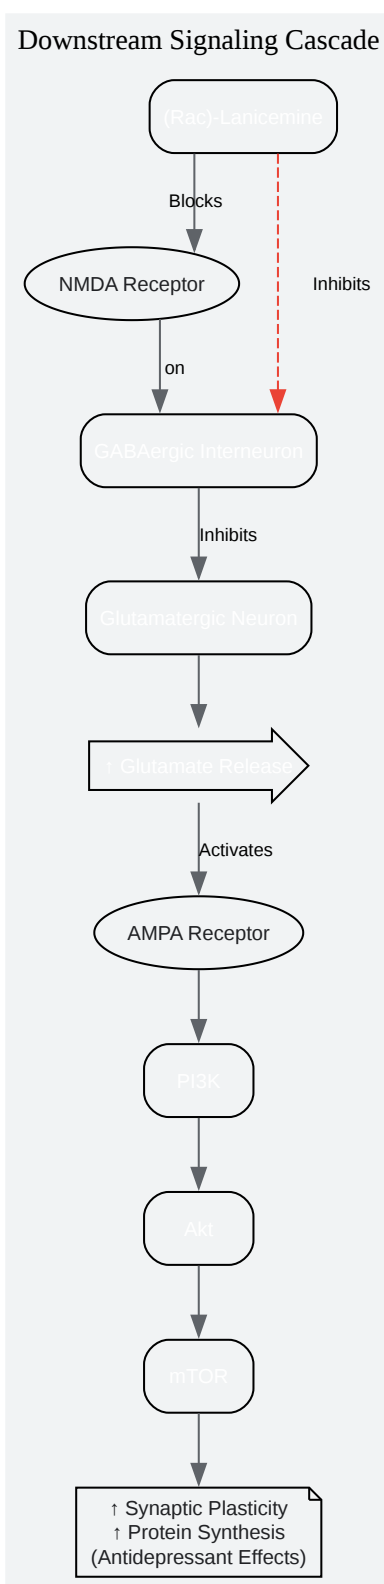 Downstream Signaling Cascade
(Rac)-Lanicemine
Blocks
NMDA Receptor
Inhibits
on
GABAergic Interneuron
Inhibits
Glutamatergic Neuron
↑ Glutamate Release
Activates
AMPA Receptor
PI3K
Akt
mTOR
↑ Synaptic Plasticity
↑ Protein Synthesis
(Antidepressant Effects)